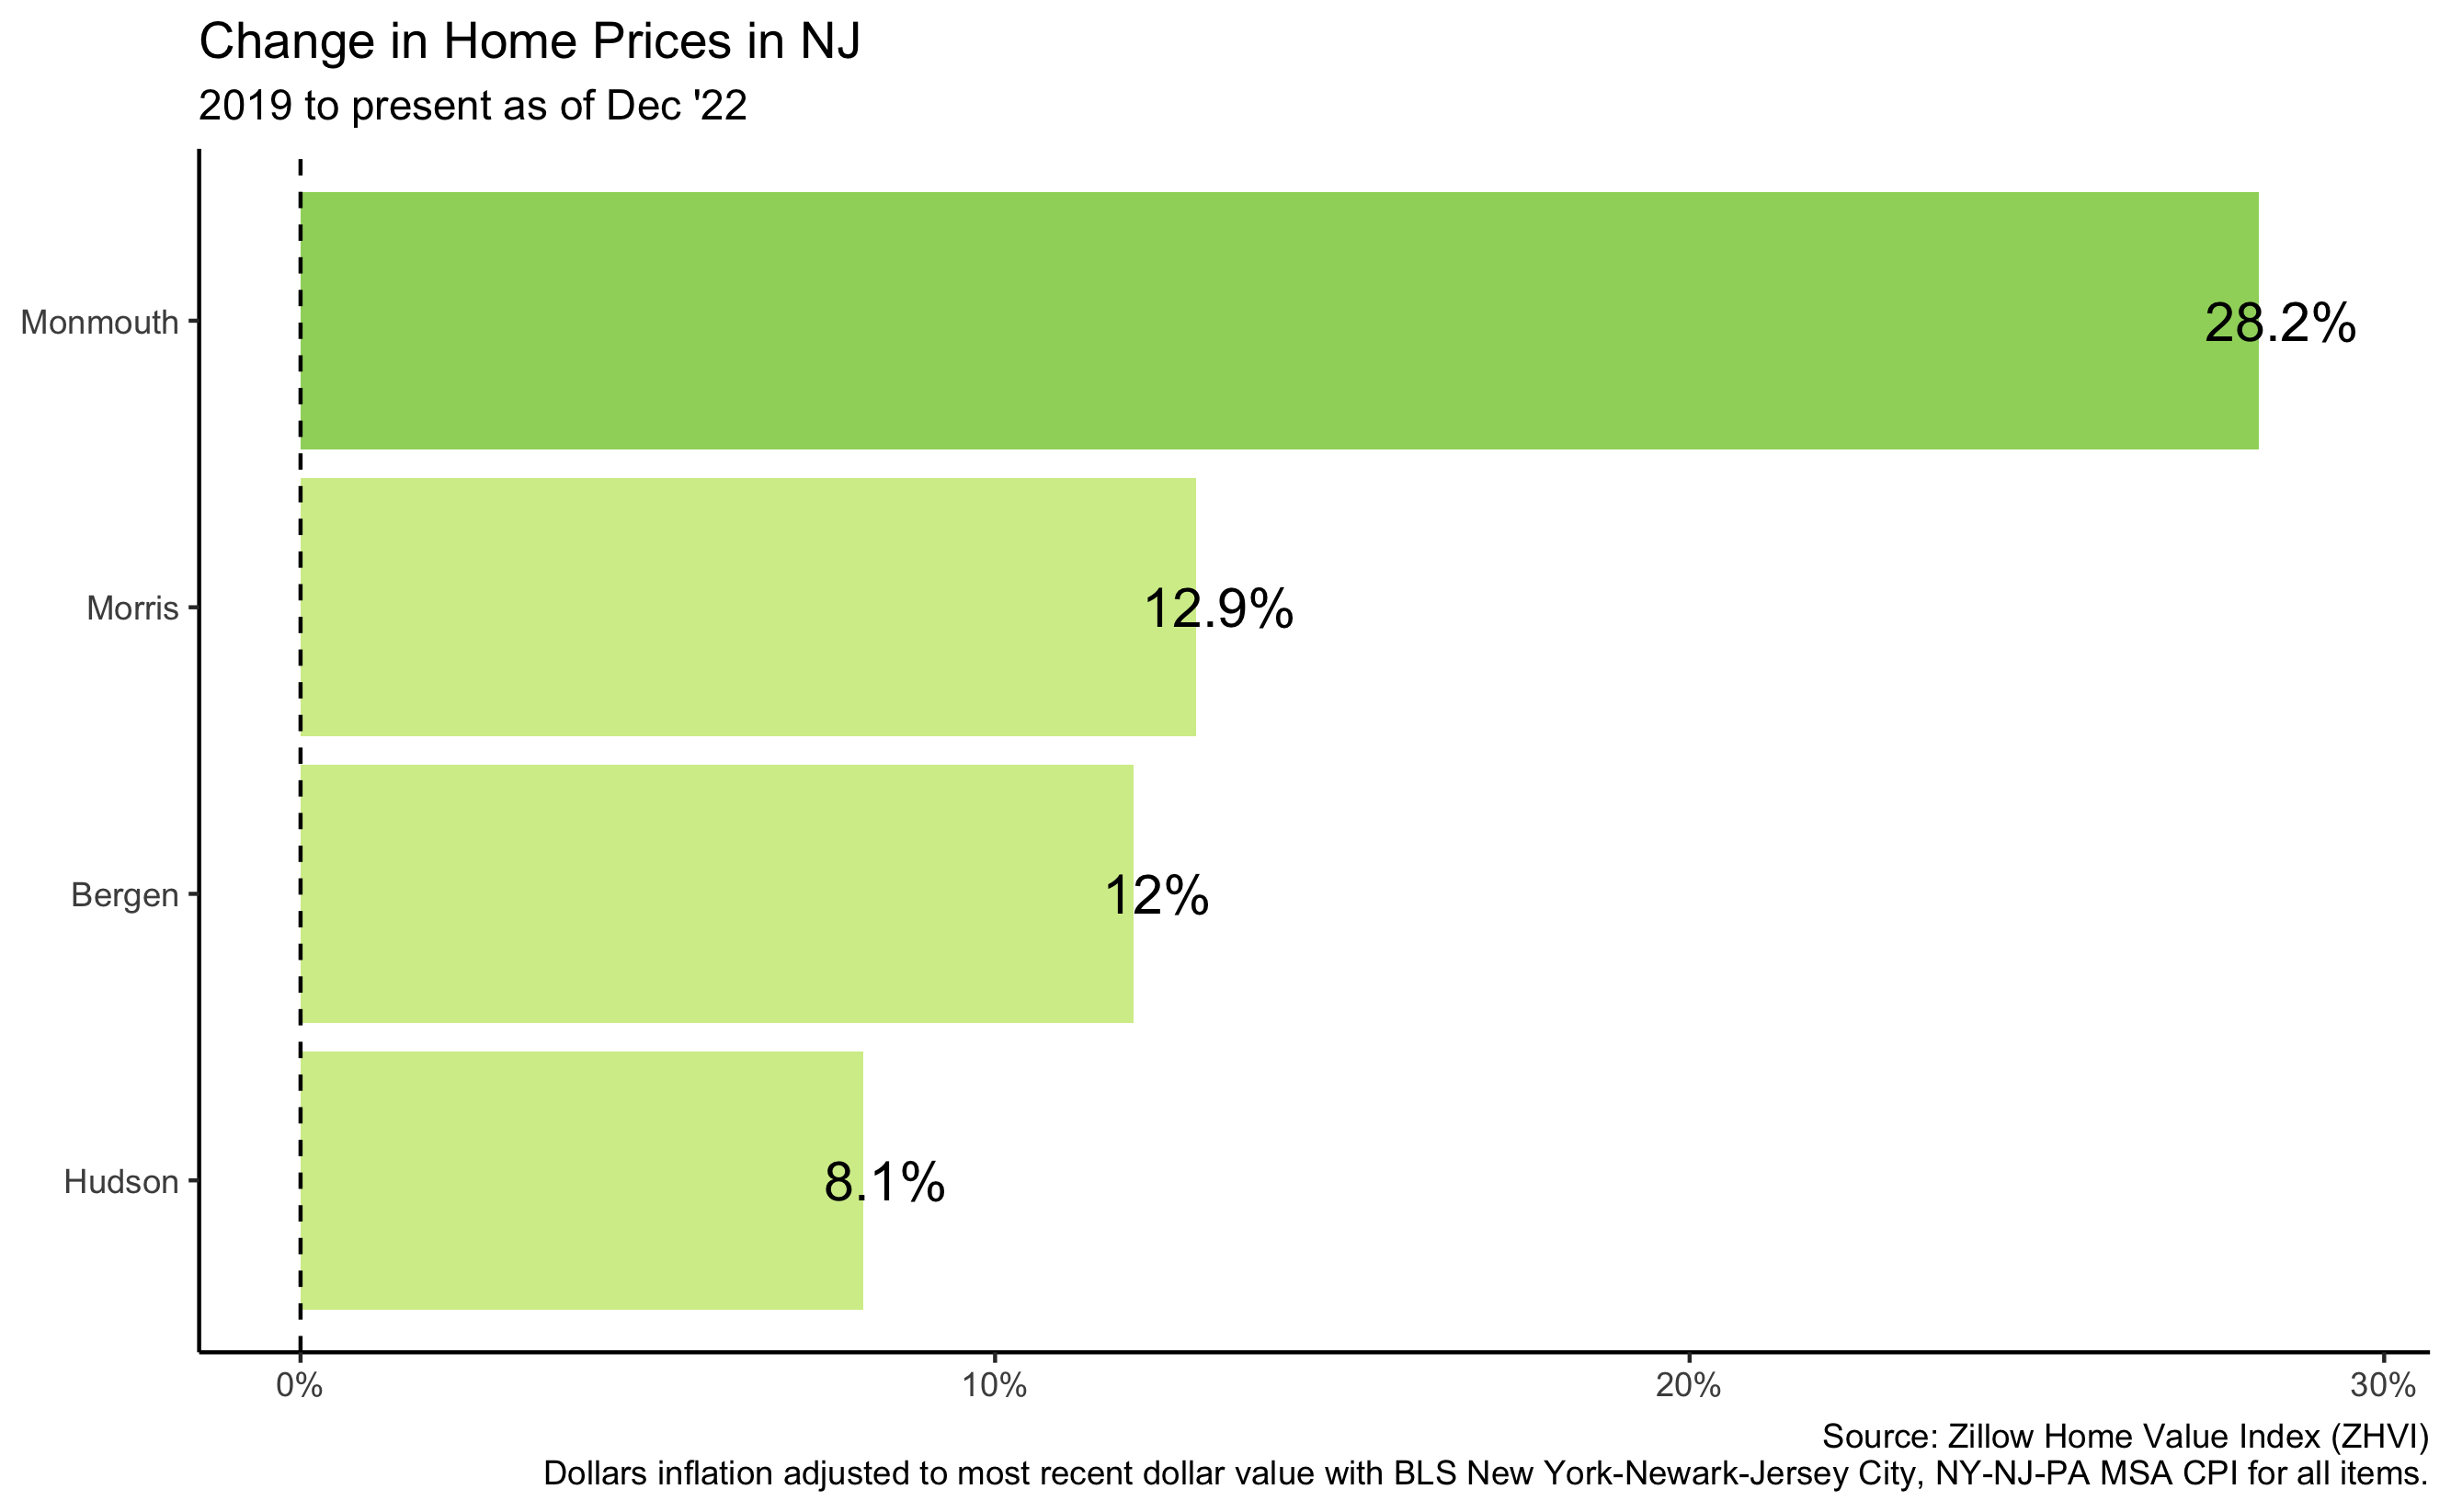 Change in Home Prices in NJ
2019 to present as of Dec '22
Monmouth
28.2%
Morris
12.9%
Bergen
12%
Hudson
8.1%
0%
10%
20%
30%
Source: Zillow Home Value Index (ZHVI)
Dollars inflation adjusted to most recent dollar value with BLS New York-Newark-Jersey City, NY-NJ-PA MSA CPI for all items.